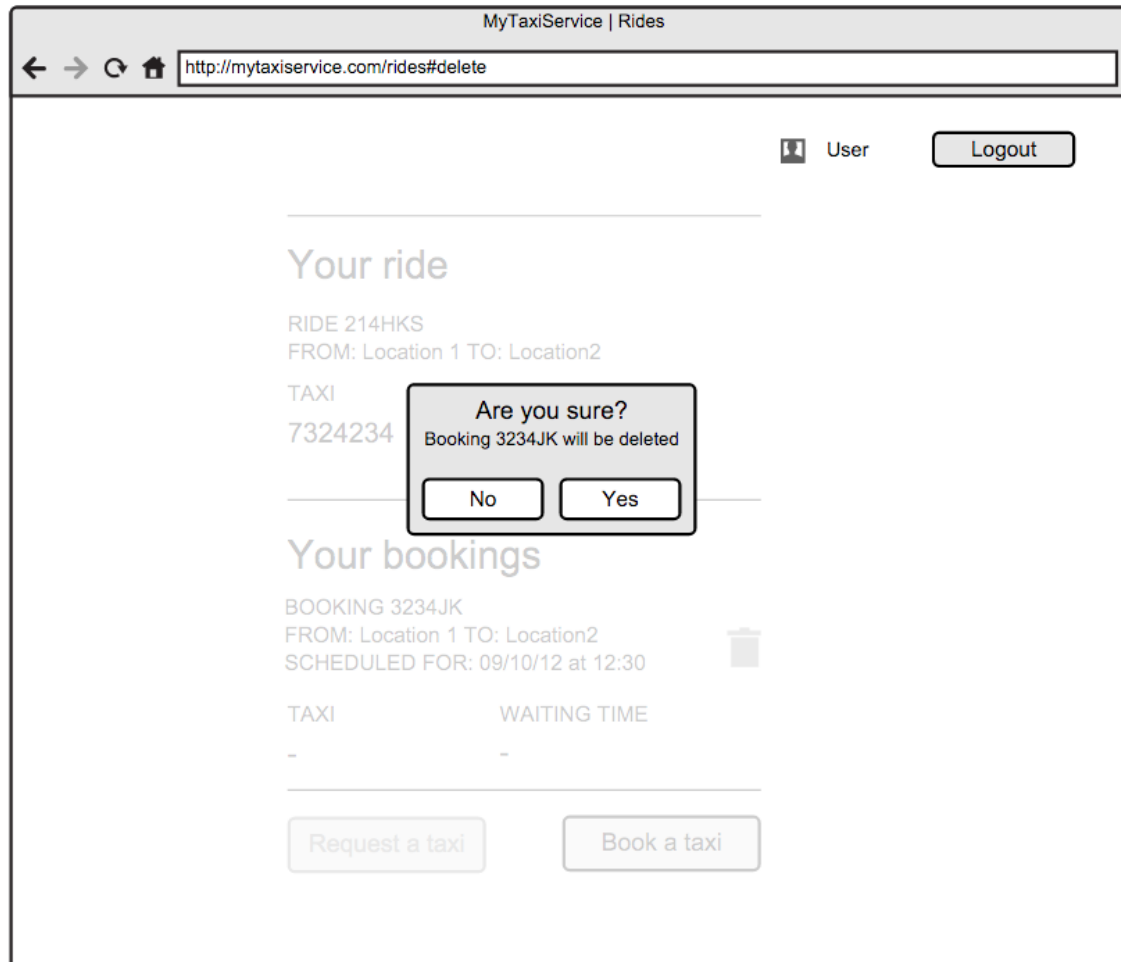 MyTaxiService | Rides
http://mytaxiservice.com/rides#delete
User
Logout
Your ride
RIDE 214HKS
FROM: Location 1 TO: Location2
TAXI
7324234
Are you sure?
Booking 3234JK will be deleted
No
Yes
Your bookings
BOOKING 3234JK
FROM: Location 1 TO: Location2
SCHEDULED FOR: 09/10/12 at 12:30
TAXI
WAITING TIME
-
-
Request a taxi
Book a taxi